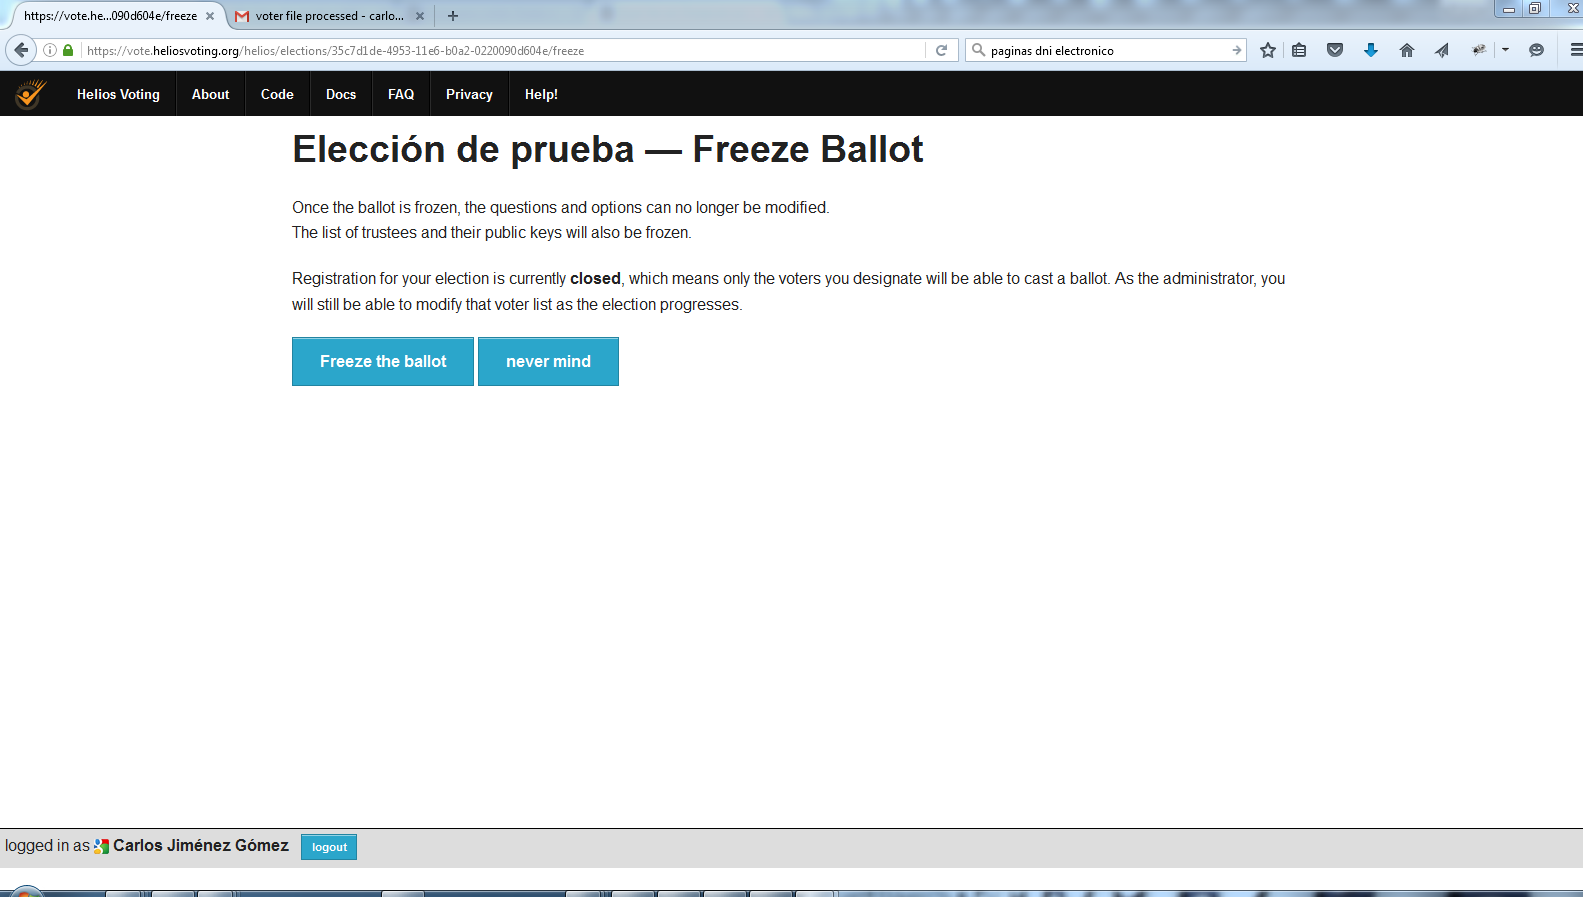 https://vote.he...090d604e/freeze
voter file processed - carlo...
https://vote.heliosvoting.org/helios/elections/35c7d1de-4953-11e6-b0a2-0220090d604e/freeze
paginas dni electronico
Helios Voting About Code Docs FAQ Privacy Help!
Elección de prueba — Freeze Ballot
Once the ballot is frozen, the questions and options can no longer be modified.
The list of trustees and their public keys will also be frozen.
Registration for your election is currently closed, which means only the voters you designate will be able to cast a ballot. As the administrator, you
will still be able to modify that voter list as the election progresses.
Freeze the ballot never mind
logged in as Carlos Jiménez Gómez logout